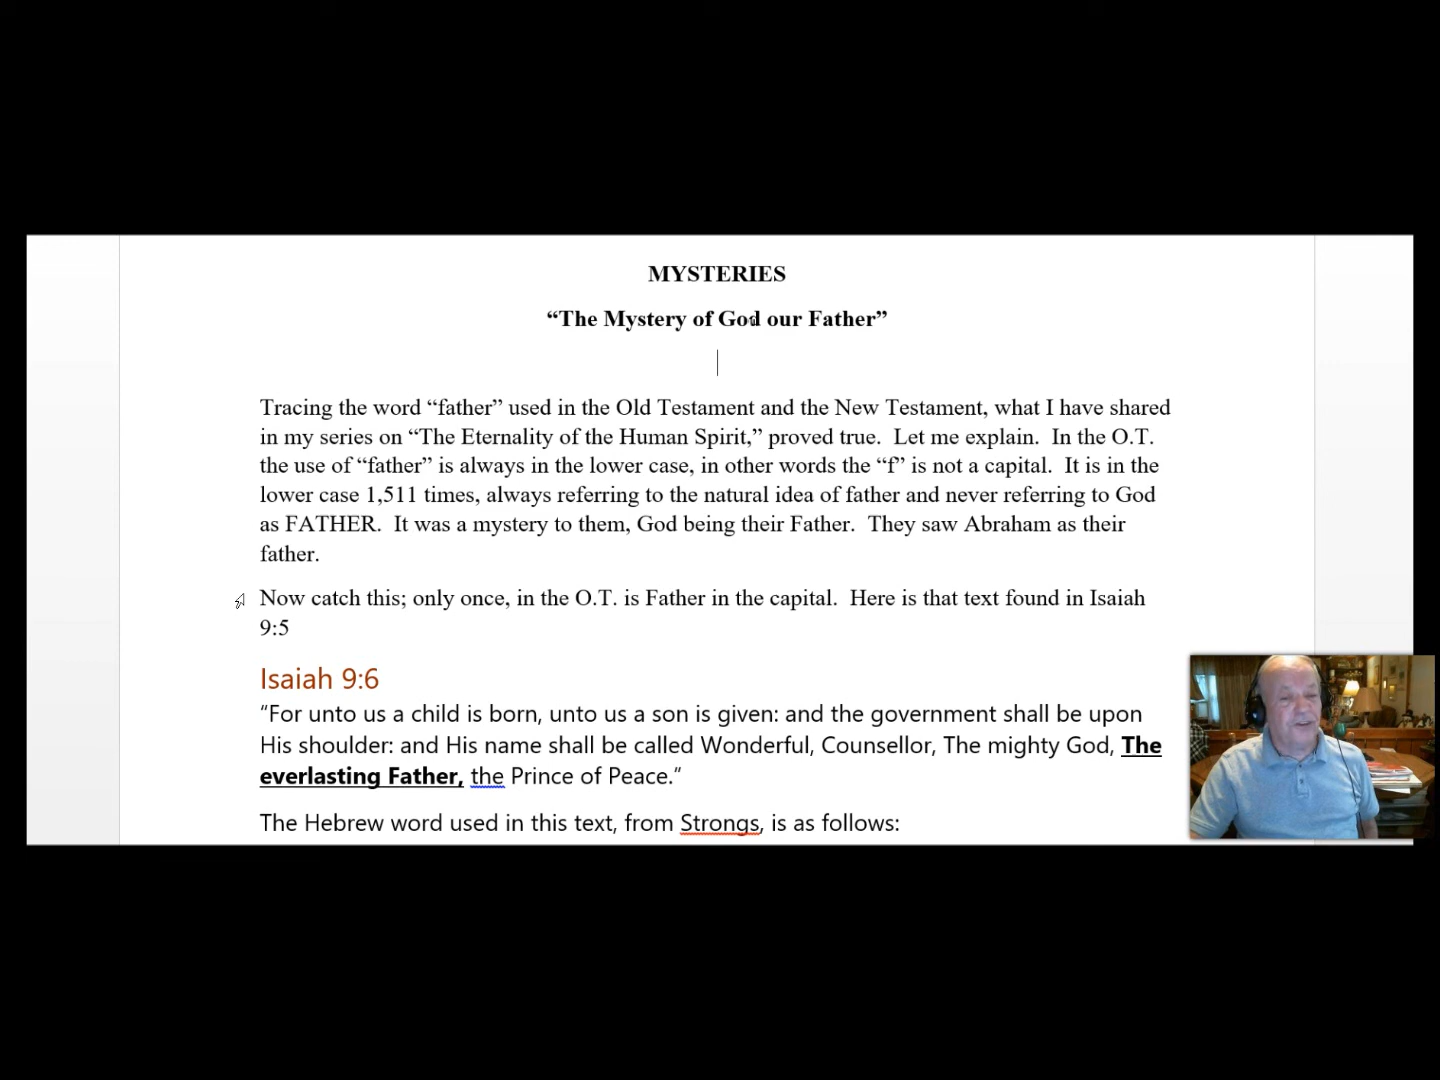 MYSTERIES
“The Mystery of God our Father”
Tracing the word “father” used in the Old Testament and the New Testament, what I have shared
in my series on “The Eternality of the Human Spirit,” proved true.  Let me explain.  In the O.T.
the use of “father” is always in the lower case, in other words the “f” is not a capital.  It is in the
lower case 1,511 times, always referring to the natural idea of father and never referring to God
as FATHER.  It was a mystery to them, God being their Father.  They saw Abraham as their
father.
Now catch this; only once, in the O.T. is Father in the capital.  Here is that text found in Isaiah
9:5
Isaiah 9:6
“For unto us a child is born, unto us a son is given: and the government shall be upon
His shoulder: and His name shall be called Wonderful, Counsellor, The mighty God, The
everlasting Father, the Prince of Peace.”
The Hebrew word used in this text, from Strongs, is as follows: